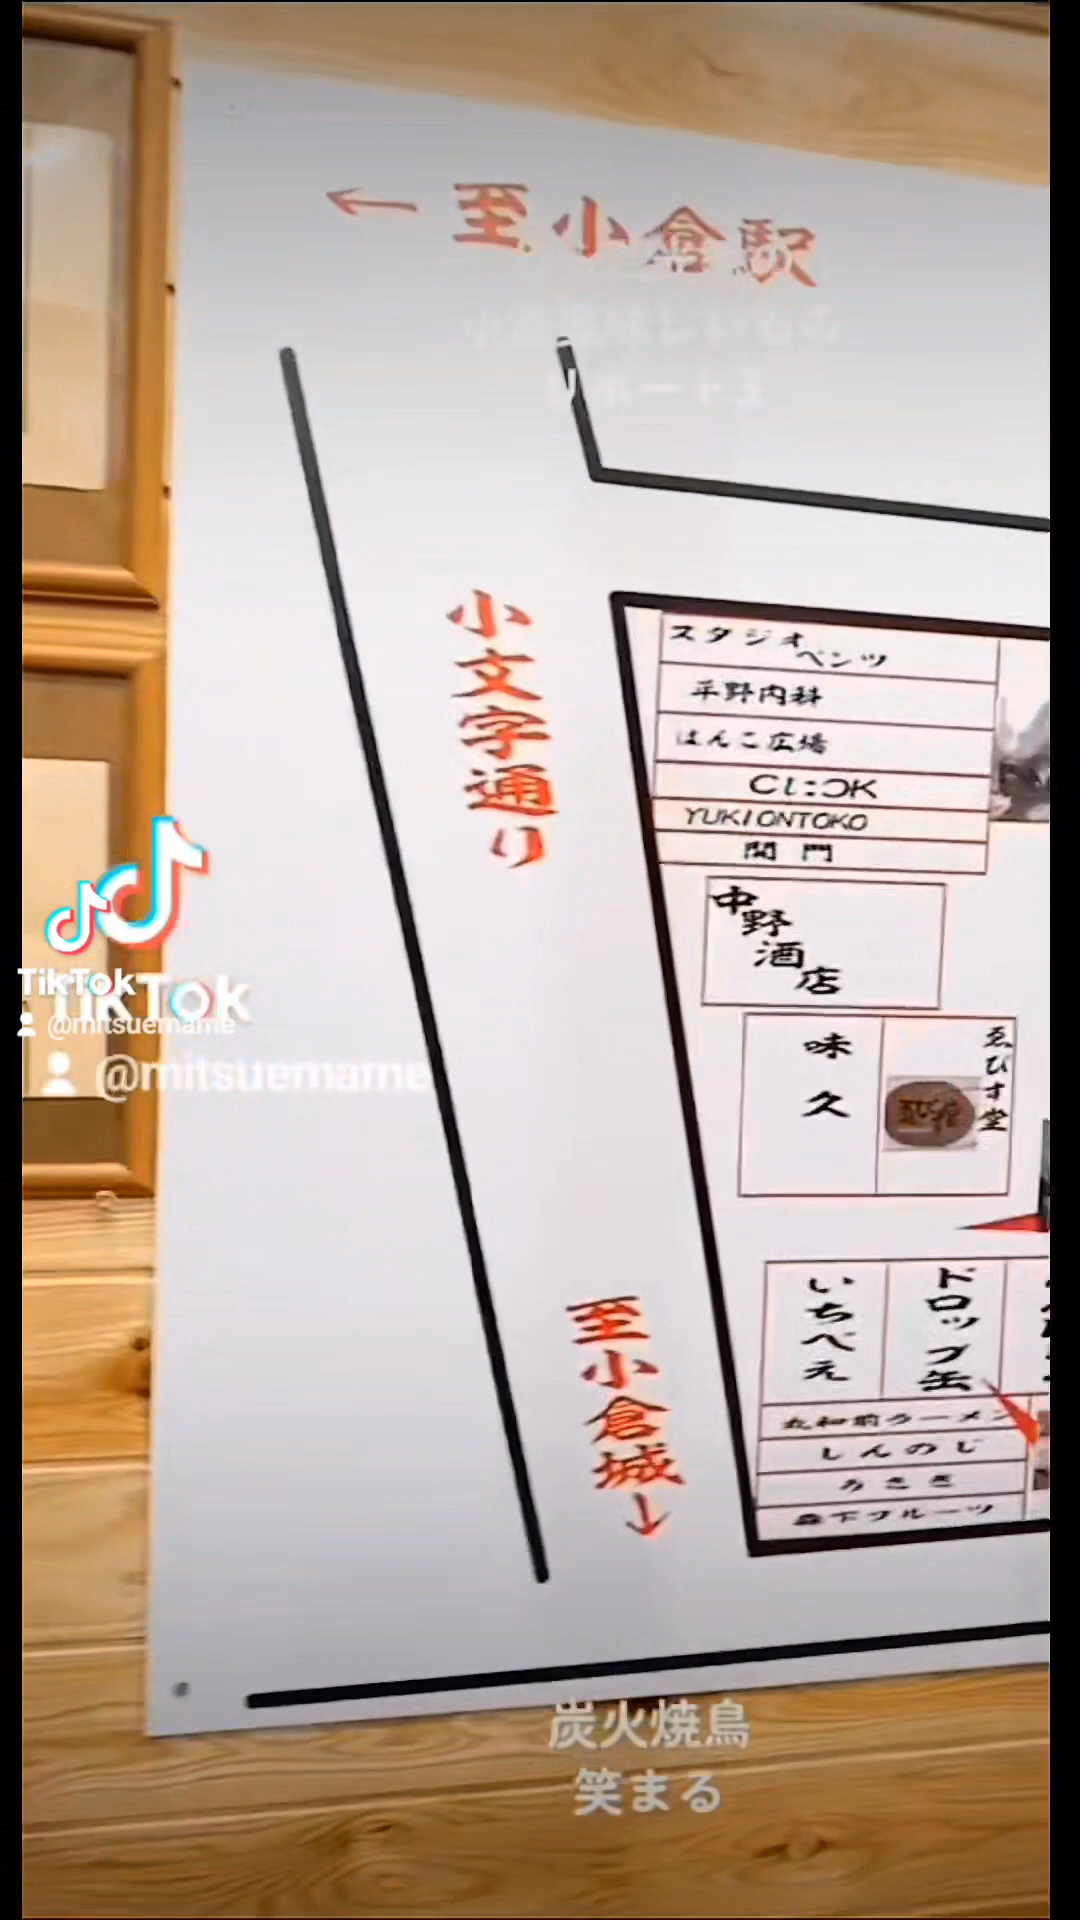 ← 至小倉駅
小文字通り
スタジオベンツ
平野内科
はんこ広場
YUKIONTOKO
関門
中野酒店
味久
ゑびす堂
いちべえ
ドロップ缶
丸和前ラーメン
しんのじ
うさぎ
森下フルーツ
至小倉城↓
TikTok
@mitsuemame
TikTok
@mitsuemame
炭火焼鳥
笑まる